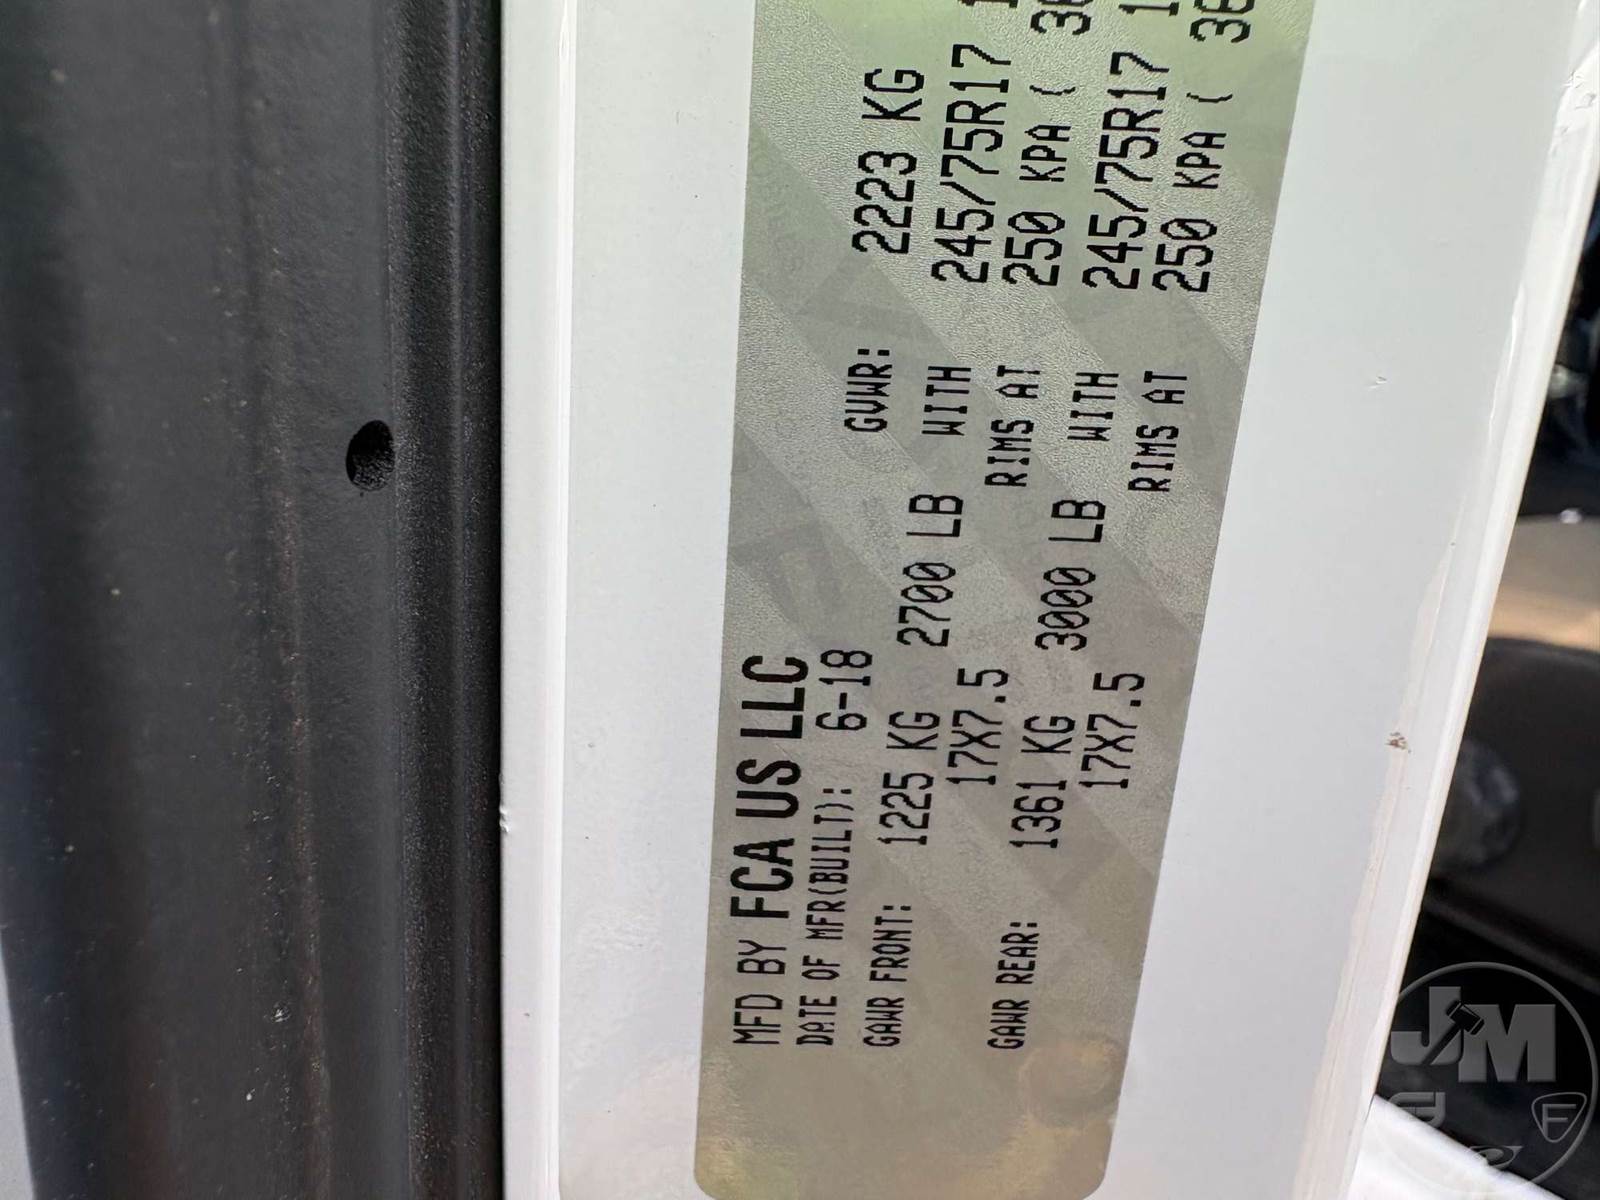 MFD BY FCA US LLC
DATE OF MFR(BUILT): 6-18 GVWR: 2223 KG
GAWR FRONT: 1225 KG 2700 LB WITH 245/75R17
17X7.5 RIMS AT 250 KPA (
GAWR REAR: 1361 KG 3000 LB WITH 245/75R17
17X7.5 RIMS AT 250 KPA (
JM